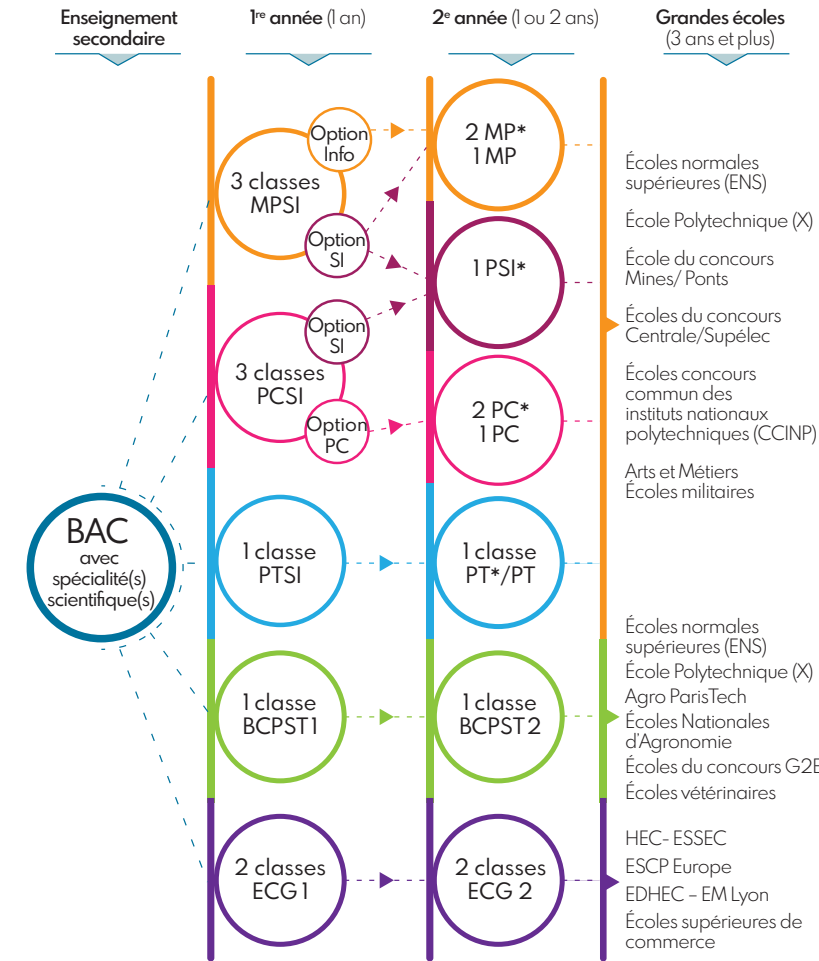 Enseignement
secondaire
1re année (1 an)
2e année (1 ou 2 ans)
Grandes écoles
(3 ans et plus)
BAC
avec
spécialité(s)
scientifique(s)
3 classes
MPSI
Option
Info
Option
SI
3 classes
PCSI
Option
SI
Option
PC
1 classe
PTSI
1 classe
BCPST1
2 classes
ECG1
2 MP*
1 MP
1 PSI*
2 PC*
1 PC
1 classe
PT*/PT
1 classe
BCPST2
2 classes
ECG 2
Écoles normales
supérieures (ENS)
École Polytechnique (X)
École du concours
Mines/ Ponts
Écoles du concours
Centrale/Supélec
Écoles concours
commun des
instituts nationaux
polytechniques (CCINP)
Arts et Métiers
Écoles militaires
Écoles normales
supérieures (ENS)
École Polytechnique (X)
Agro ParisTech
Écoles Nationales
d'Agronomie
Écoles du concours G2E
Écoles vétérinaires
HEC- ESSEC
ESCP Europe
EDHEC – EM Lyon
Écoles supérieures de
commerce